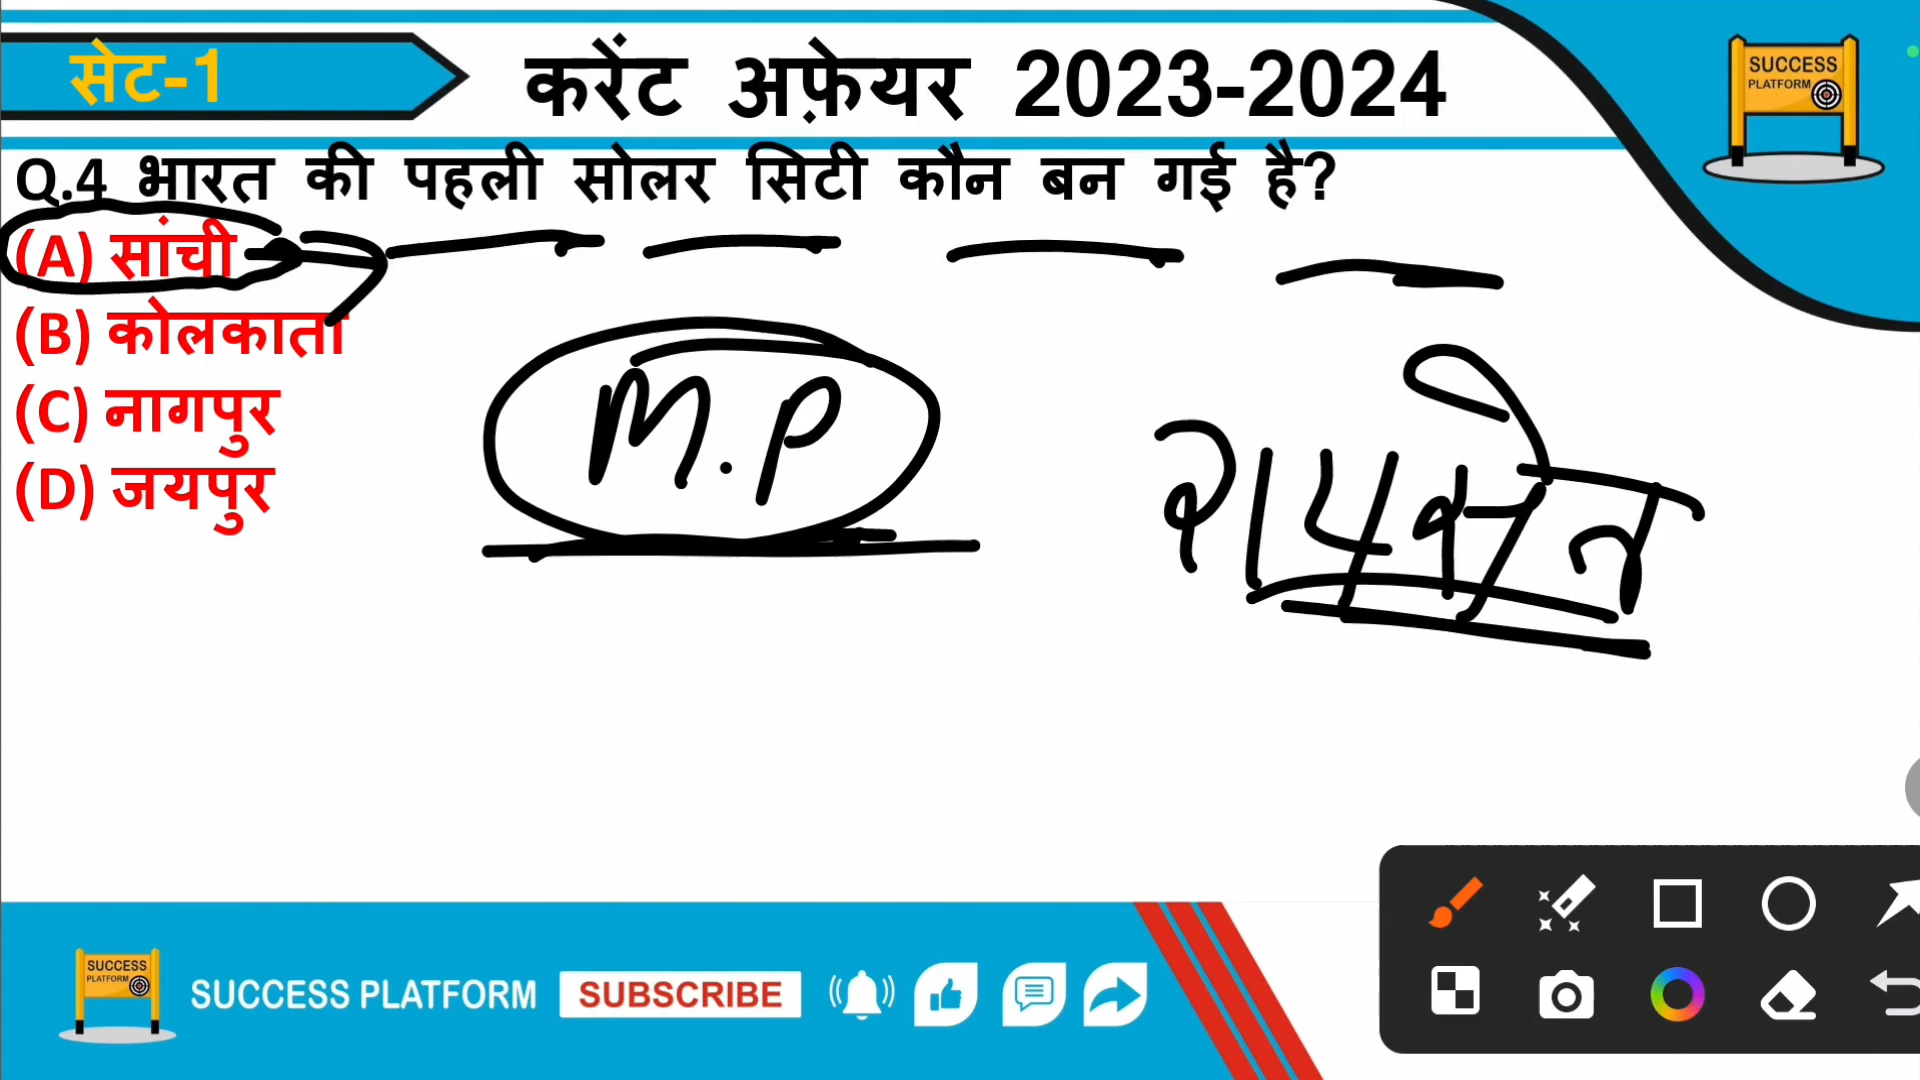 सेट-1
करेंट अफ़ेयर 2023-2024
SUCCESS
PLATFORM
Q.4 भारत की पहली सोलर सिटी कौन बन गई है?
(A) सांची
(B) कोलकाता
(C) नागपुर
(D) जयपुर
M.P
SUCCESS
PLATFORM
SUCCESS PLATFORM
SUBSCRIBE